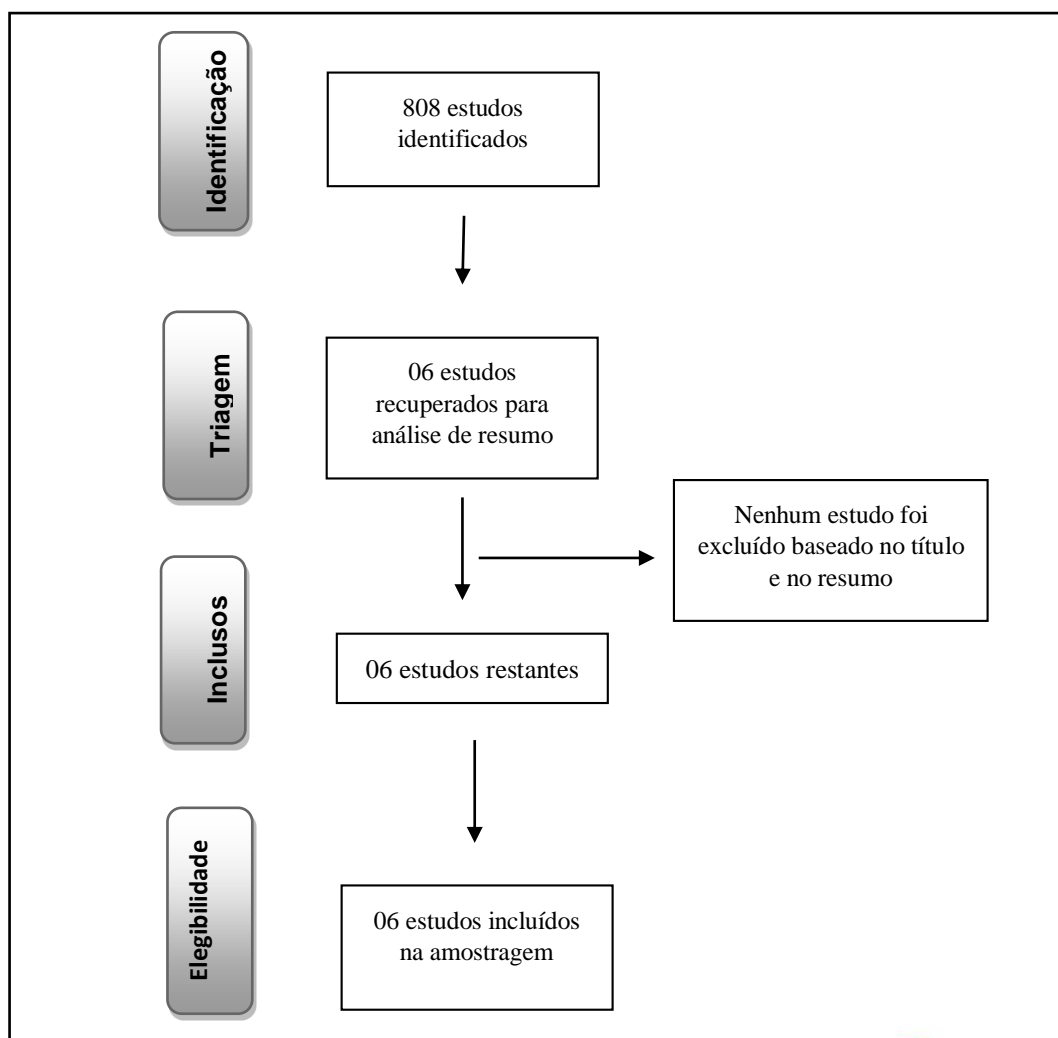 Identificação
808 estudos
identificados
Triagem
06 estudos
recuperados para
análise de resumo
Nenhum estudo foi
excluído baseado no título
e no resumo
Inclusos
06 estudos restantes
Elegibilidade
06 estudos incluídos
na amostragem